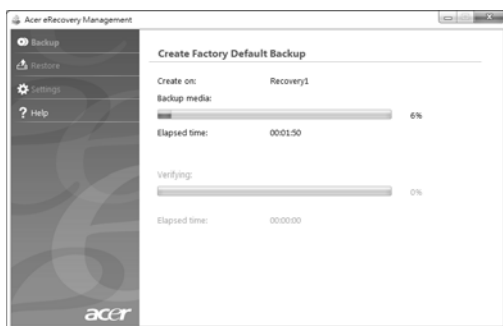 Acer eRecovery Management
Backup
Restore
Settings
Help
Create Factory Default Backup
Create on: Recovery1
Backup media:
6%
Elapsed time: 00:01:50
Verifying:
0%
Elapsed time: 00:00:00
acer